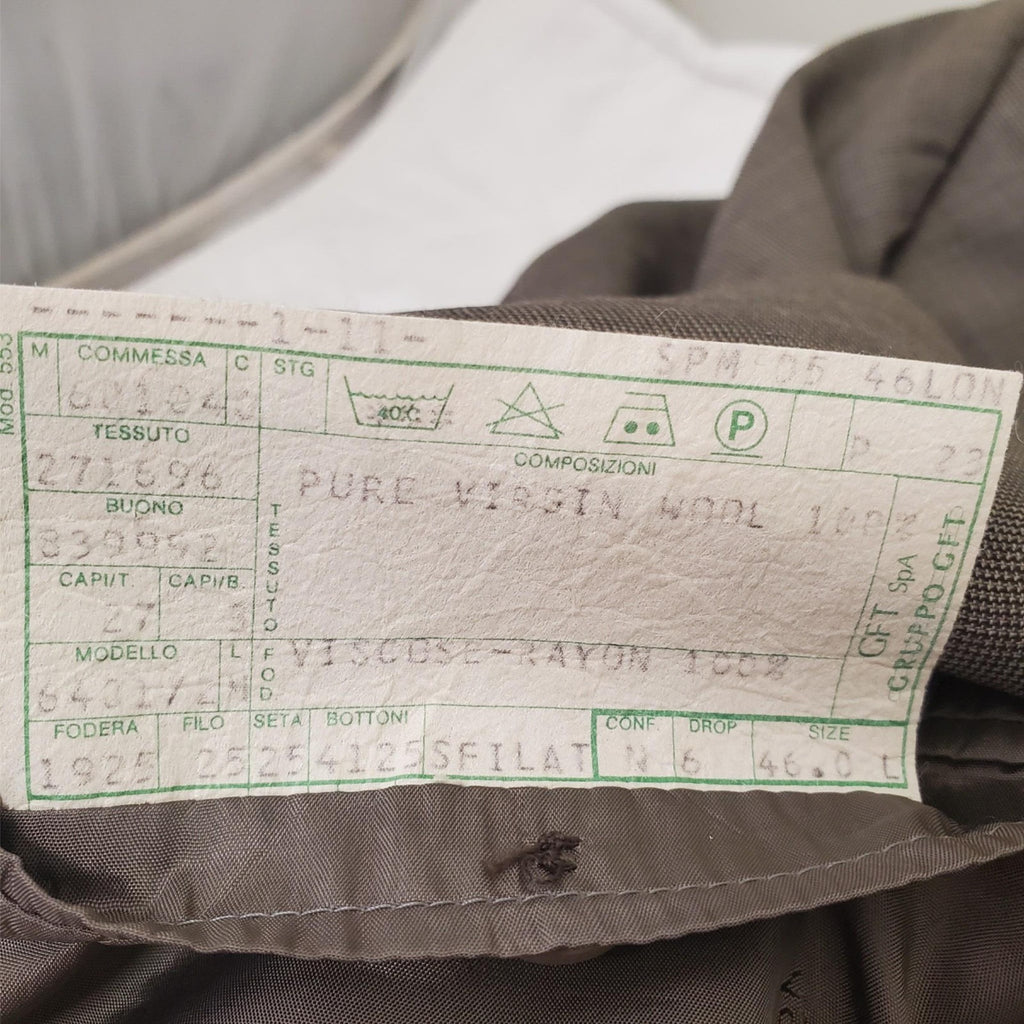 ------1-11-
SPM 05 46LON
Mod 553
M COMMESSA C STG
40°C
P
TESSUTO
COMPOSIZIONI
271696
PURE VIRGIN WOOL 100%
BUONO
839992
TESSUTO
CAPI/T. CAPI/B.
27 3
GFT SpA
GRUPPO GFT
MODELLO L FOD
VISCOSE-RAYON 100%
FODERA FILO SETA BOTTONI CONF. DROP SIZE
1925 25 254125 SFILAT N 6 46.0 L